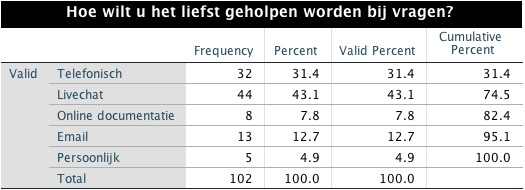 Hoe wilt u het liefst geholpen worden bij vragen?
Frequency Percent Valid Percent Cumulative Percent
Valid Telefonisch 32 31.4 31.4 31.4
Livechat 44 43.1 43.1 74.5
Online documentatie 8 7.8 7.8 82.4
Email 13 12.7 12.7 95.1
Persoonlijk 5 4.9 4.9 100.0
Total 102 100.0 100.0